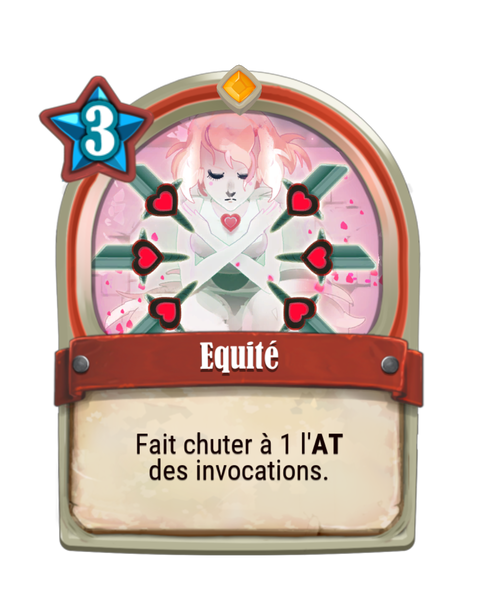 3
Equité
Fait chuter à 1 l'AT
des invocations.